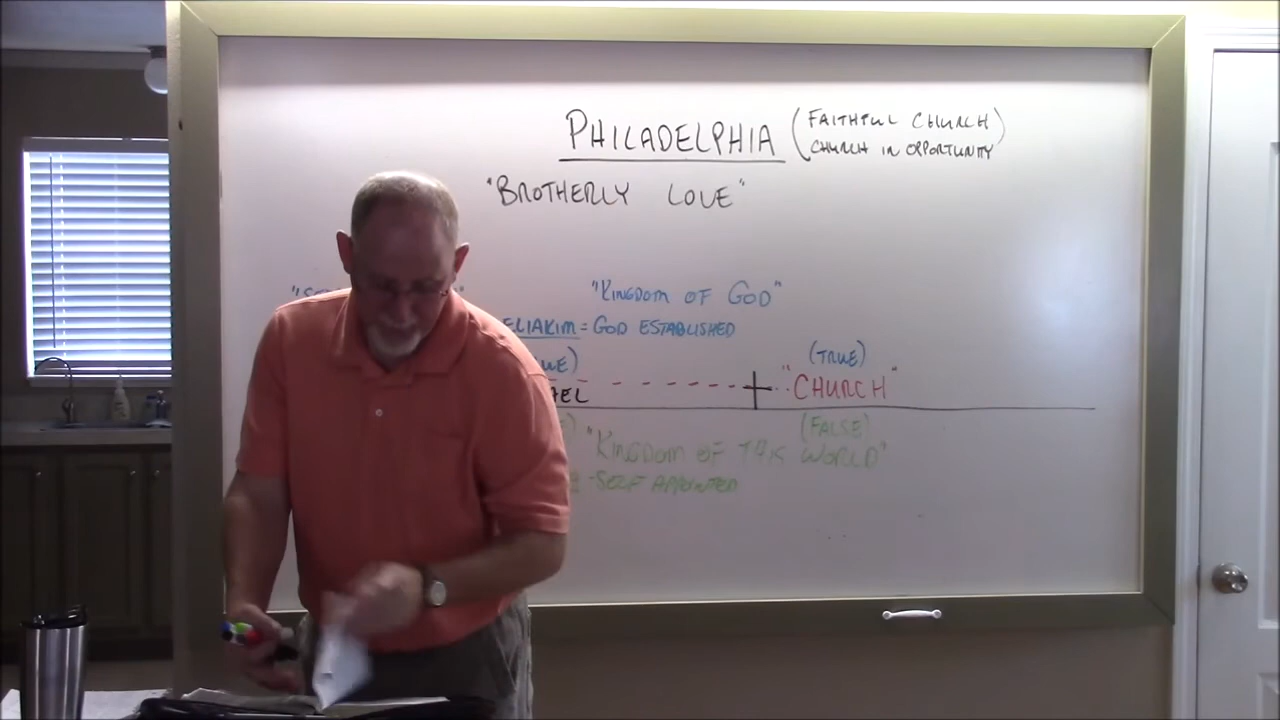 PHILADELPHIA (FAITHFUL CHURCH)
(CHURCH IN OPPORTUNITY
"BROTHERLY LOVE"
"KINGDOM OF GOD"
ELIAKIM = GOD ESTABLISHED
(TRUE)
"CHURCH"
(FALSE)
"KINGDOM OF THE WORLD"
-SELF APPOINTED